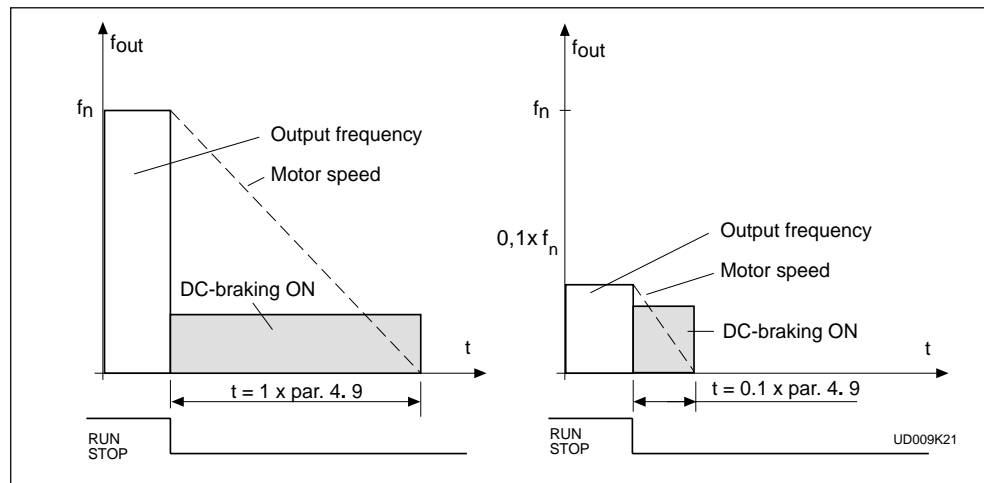 fout
fn
Output frequency
Motor speed
DC-braking ON
t
t = 1 x par. 4. 9
RUN
STOP
fout
fn
0,1x fn
Output frequency
Motor speed
DC-braking ON
t
t = 0.1 x par. 4. 9
RUN
STOP
UD009K21